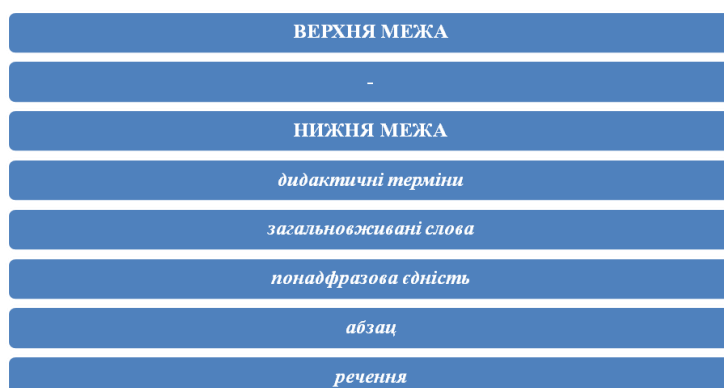 ВЕРХНЯ МЕЖА
-
НИЖНЯ МЕЖА
дидактичні терміни
загальновживані слова
понадфразова єдність
абзац
речення